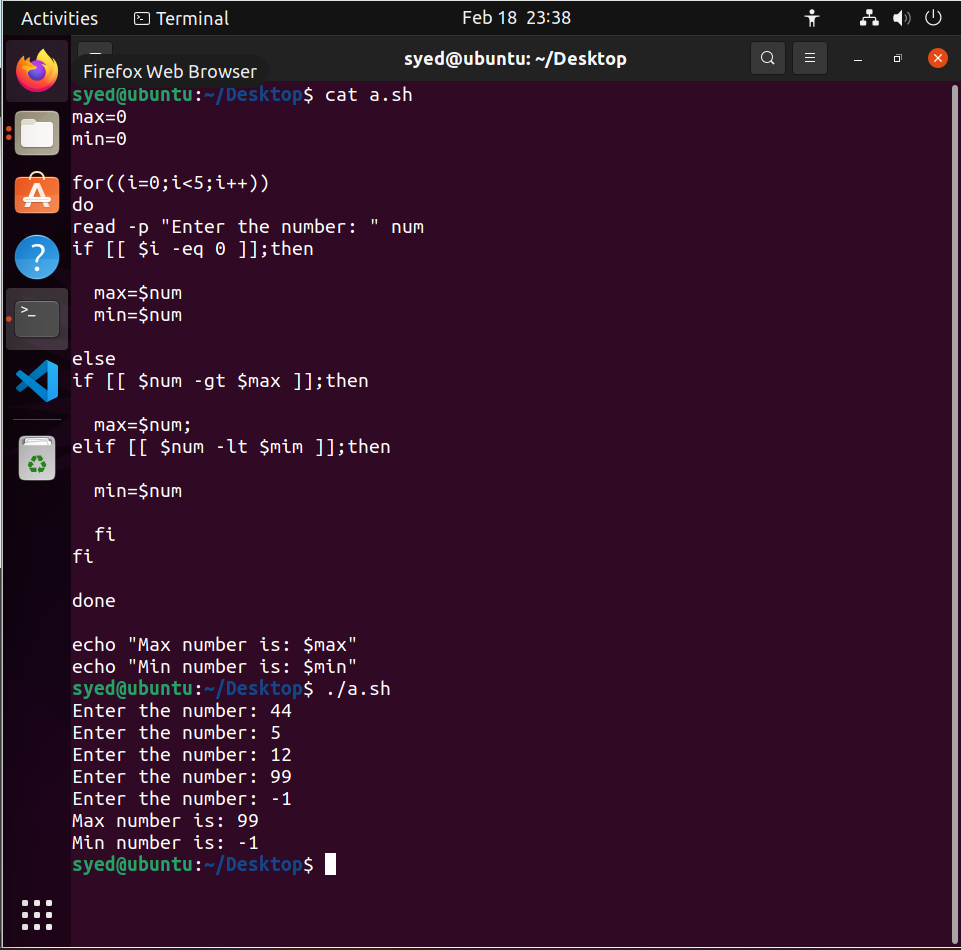 Activities
Terminal
Feb 18 23:38
syed@ubuntu: ~/Desktop
Firefox Web Browser
syed@ubuntu:~/Desktop$ cat a.sh
max=0
min=0
for((i=0;i<5;i++))
do
read -p "Enter the number: " num
if [[ $i -eq 0 ]];then
  max=$num
  min=$num
else
if [[ $num -gt $max ]];then
  max=$num;
elif [[ $num -lt $mim ]];then
  min=$num
  fi
fi
done
echo "Max number is: $max"
echo "Min number is: $min"
syed@ubuntu:~/Desktop$ ./a.sh
Enter the number: 44
Enter the number: 5
Enter the number: 12
Enter the number: 99
Enter the number: -1
Max number is: 99
Min number is: -1
syed@ubuntu:~/Desktop$